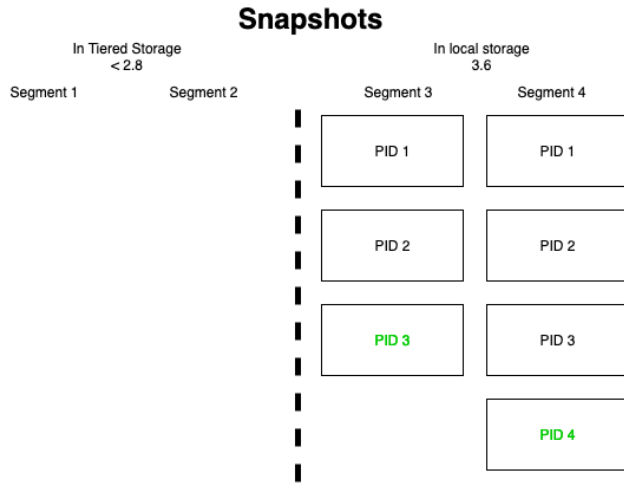 Snapshots
In Tiered Storage
< 2.8
In local storage
3.6
Segment 1
Segment 2
Segment 3
Segment 4
PID 1
PID 1
PID 2
PID 2
PID 3
PID 3
PID 4